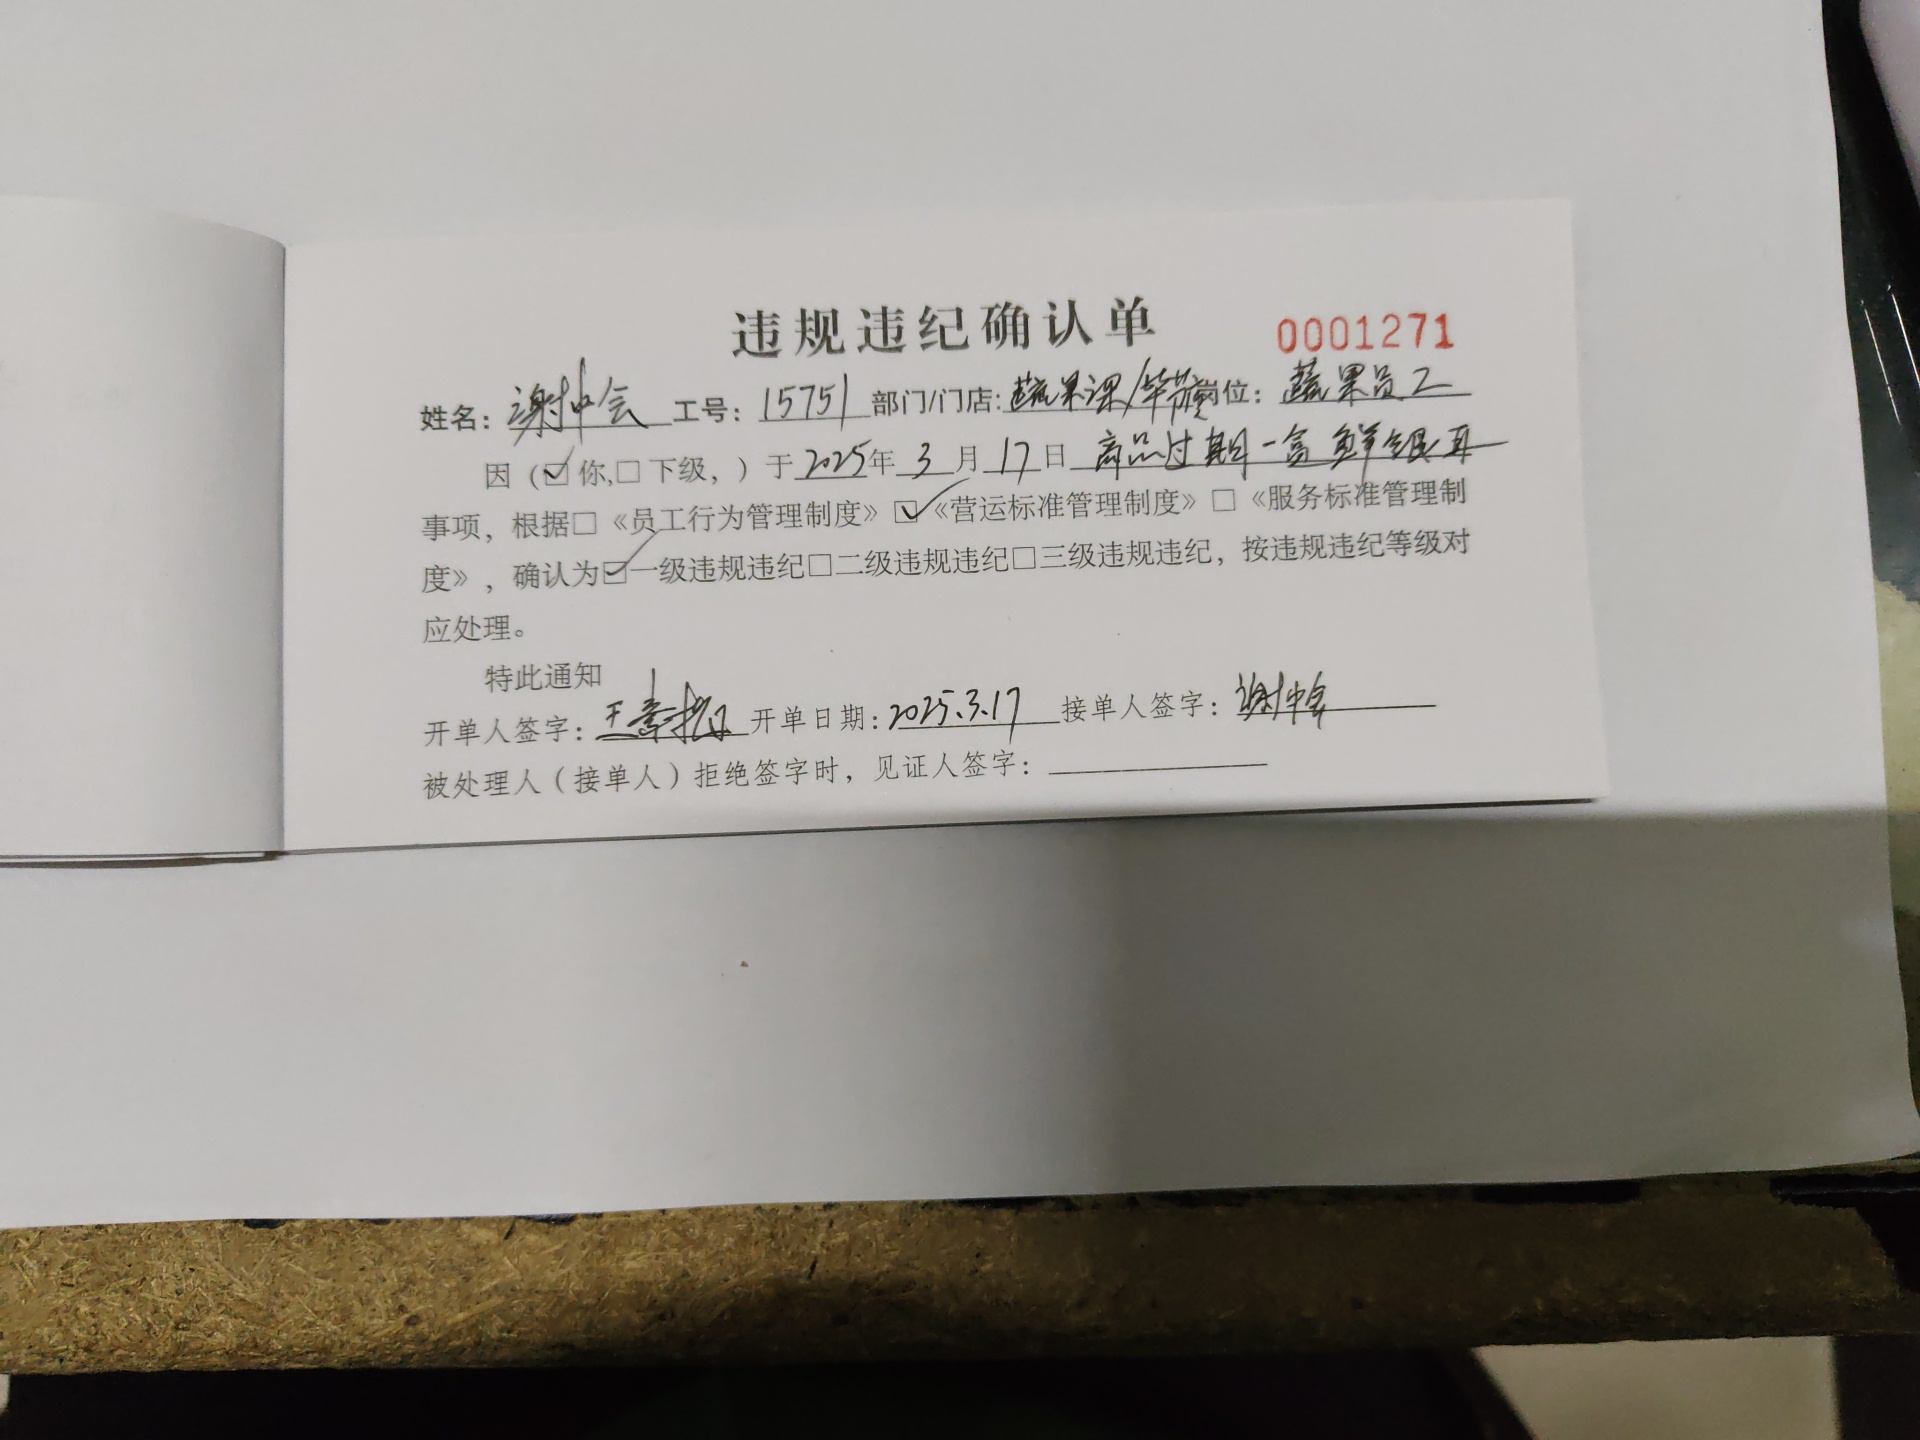 违规违纪确认单 0001271
姓名：谢中会 工号：15751 部门/门店：蔬果课/毕节 岗位：蔬果员工
因（☑你,☐下级，）于2025年3月17日 商品过期一盒鲜银耳
事项，根据☐《员工行为管理制度》☑《营运标准管理制度》☐《服务标准管理制
度》，确认为☑一级违规违纪☐二级违规违纪☐三级违规违纪，按违规违纪等级对
应处理。
特此通知
开单人签字：王 开单日期：2025.3.17 接单人签字：谢中会
被处理人（接单人）拒绝签字时，见证人签字：